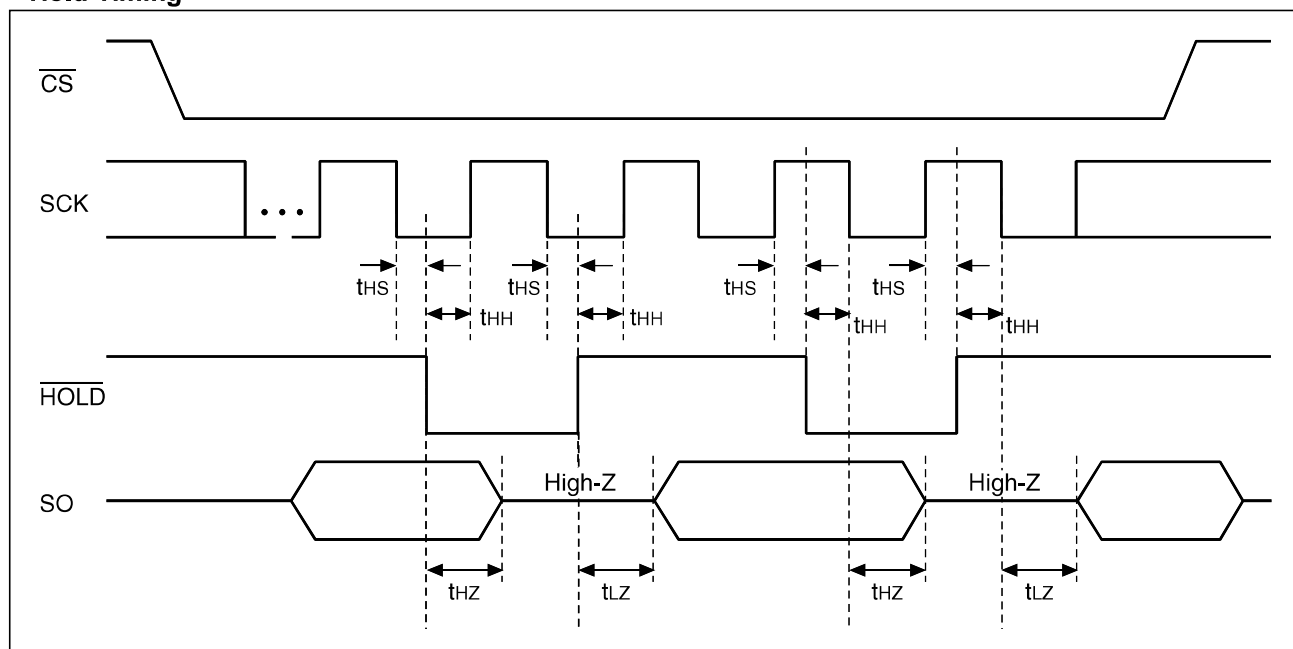 Hold Timing
CS
SCK
• • •
tHS tHS tHS tHS
tHH tHH tHH tHH
HOLD
High-Z High-Z
SO
tHZ tLZ tHZ tLZ